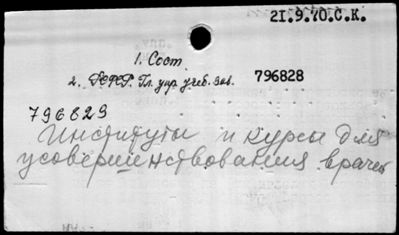 21.9.70.С.К.
1. Сост.
2. РСФСР. Гл. упр. учеб. зав. 796828
796829
Институты и курсы для
усовершенствования врачей